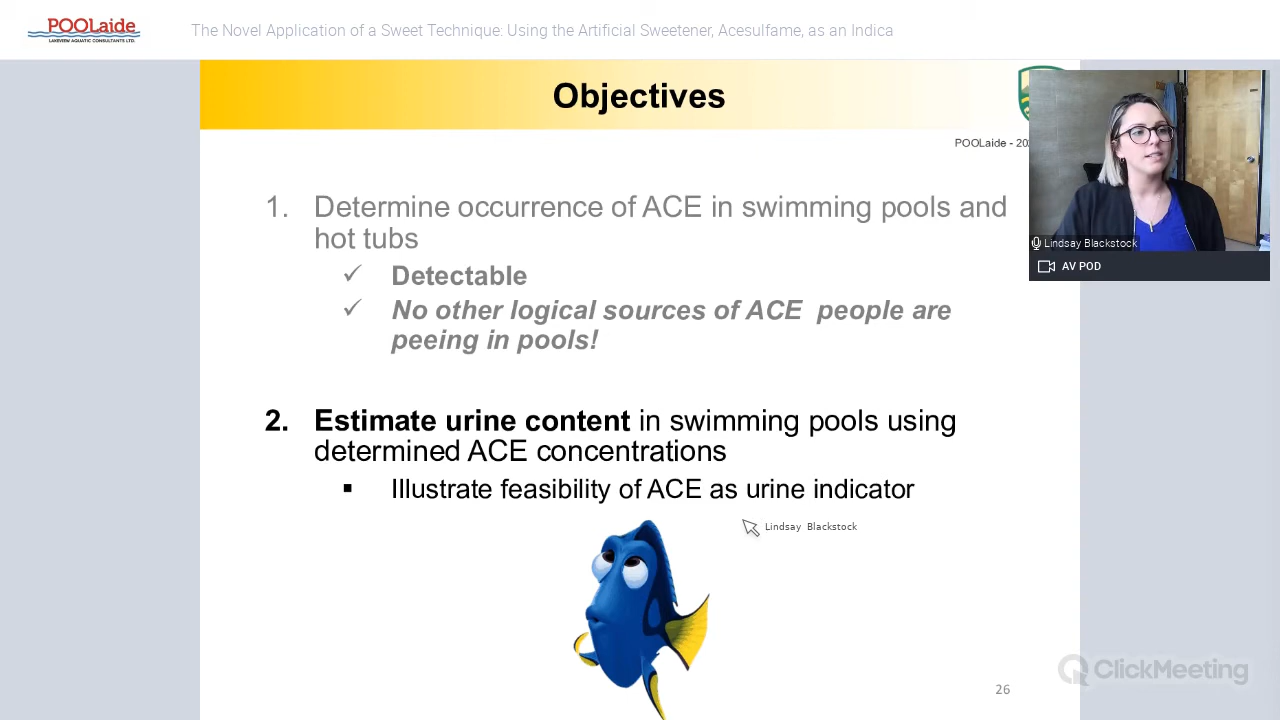 POOLaide
LAKEVIEW AQUATIC CONSULTANTS LTD.
The Novel Application of a Sweet Technique: Using the Artificial Sweetener, Acesulfame, as an Indica
Objectives
POOLaide - 20
1. Determine occurrence of ACE in swimming pools and
hot tubs
✓ Detectable
✓ No other logical sources of ACE people are
peeing in pools!
2. Estimate urine content in swimming pools using
determined ACE concentrations
▪ Illustrate feasibility of ACE as urine indicator
Lindsay Blackstock
AV POD
Lindsay Blackstock
26
ClickMeeting